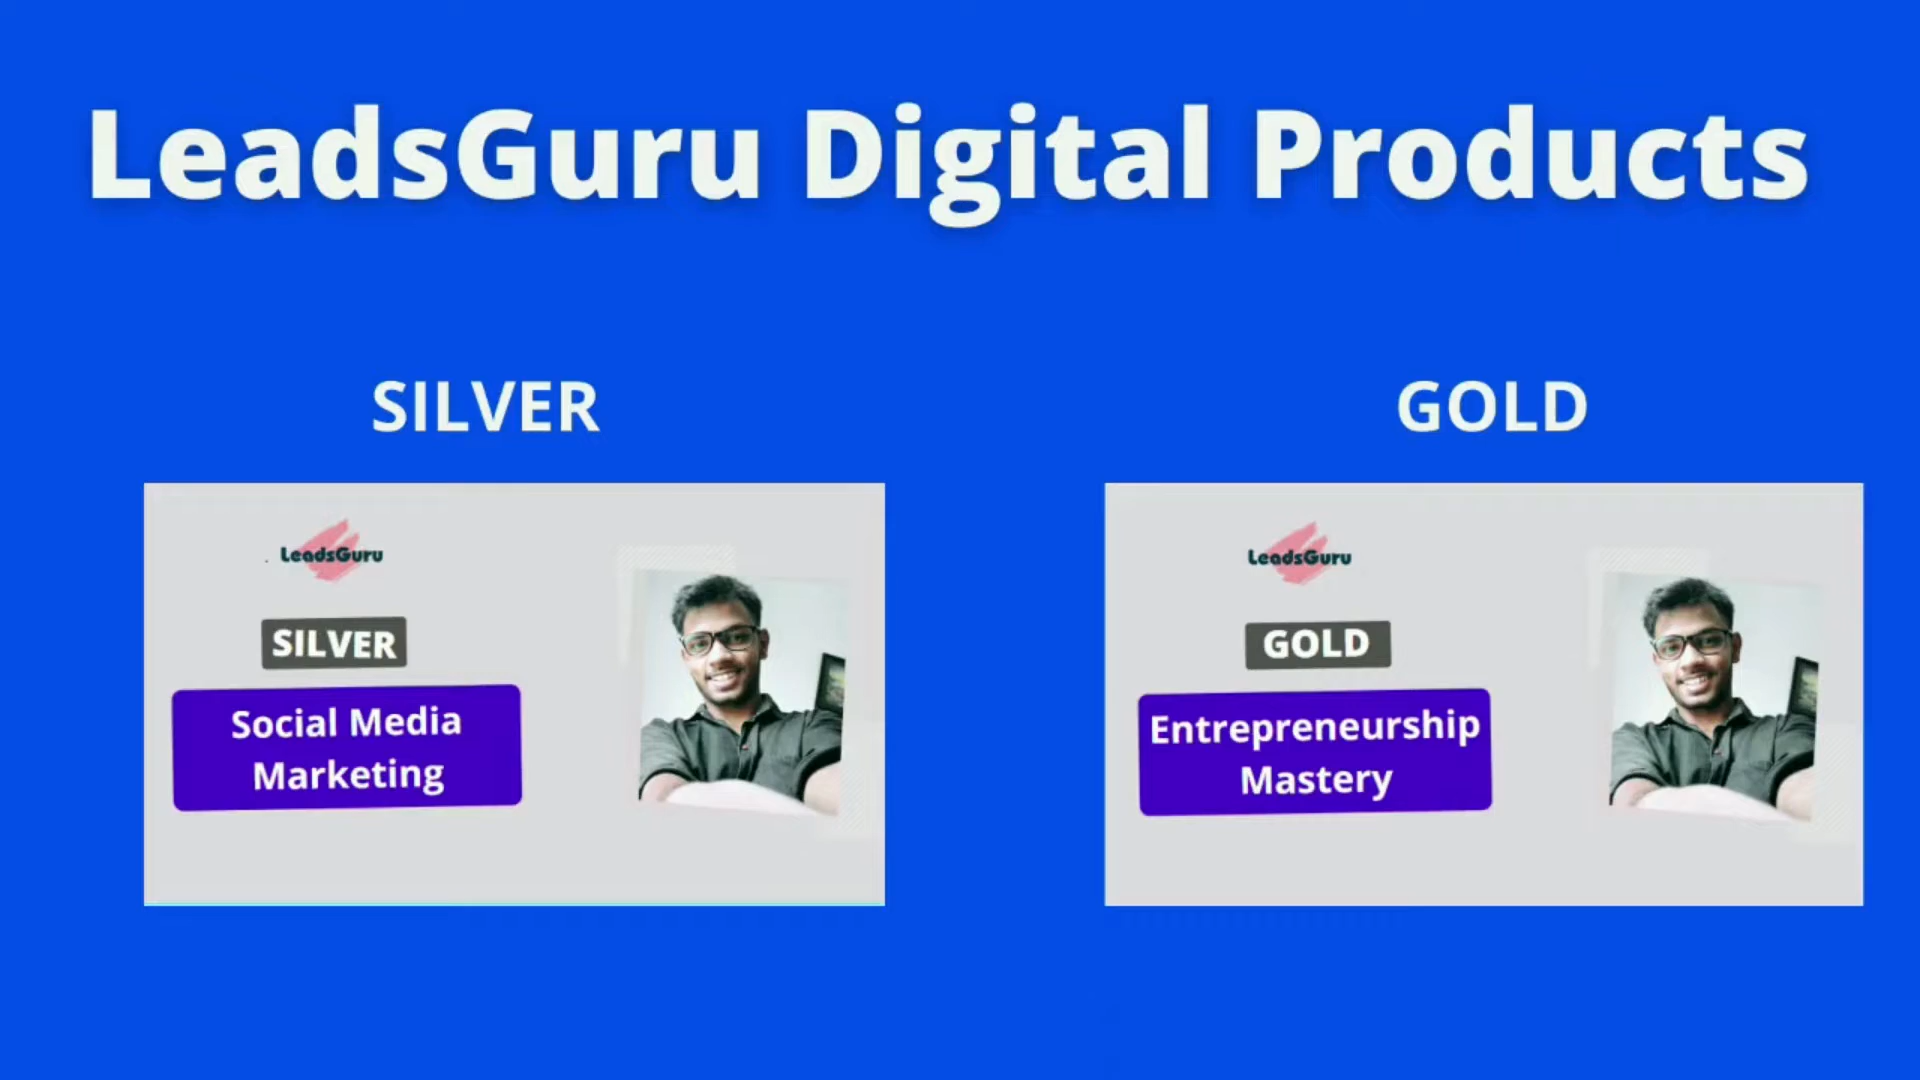 LeadsGuru Digital Products
SILVER
GOLD
LeadsGuru
SILVER
Social Media
Marketing
LeadsGuru
GOLD
Entrepreneurship
Mastery